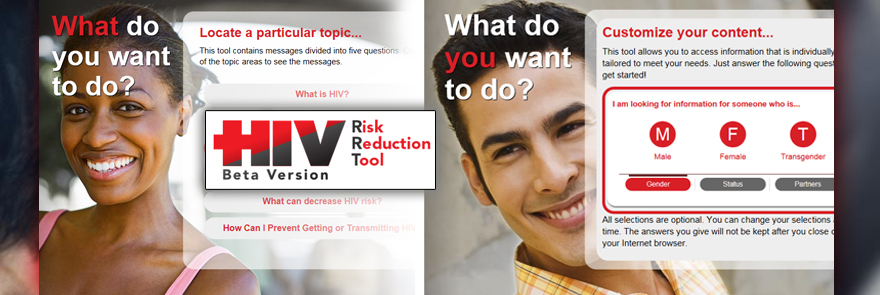 What do
you want
to do?
Locate a particular topic...
This tool contains messages divided into five questions
of the topic areas to see the messages.
What is HIV?
HIV Risk
Reduction
Tool
Beta Version
What can decrease HIV risk?
How Can I Prevent Getting or Transmitting HI
What do
you want
to do?
Customize your content...
This tool allows you to access information that is individually
tailored to meet your needs. Just answer the following quest
get started!
I am looking for information for someone who is...
M F T
Male Female Transgender
Gender Status Partners
All selections are optional. You can change your selections
time. The answers you give will not be kept after you close
your Internet browser.